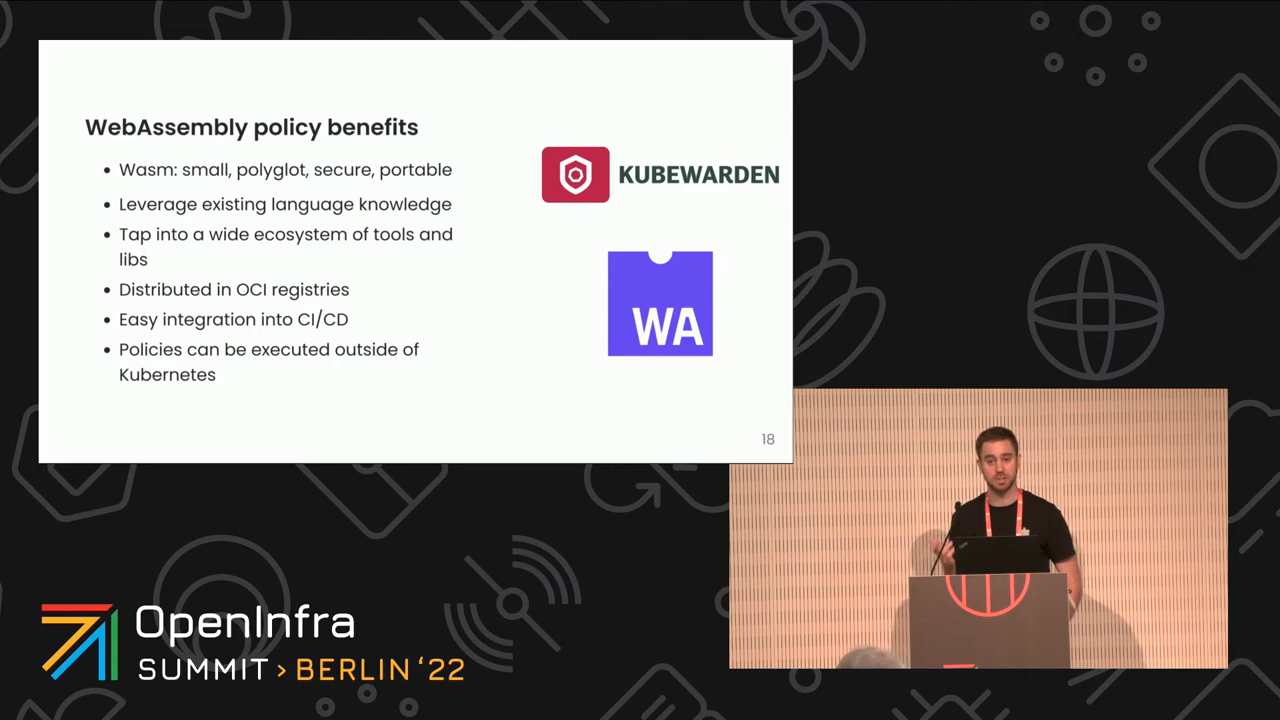 WebAssembly policy benefits
• Wasm: small, polyglot, secure, portable
• Leverage existing language knowledge
• Tap into a wide ecosystem of tools and
libs
• Distributed in OCI registries
• Easy integration into CI/CD
• Policies can be executed outside of
Kubernetes
KUBEWARDEN
WA
18
OpenInfra
SUMMIT > BERLIN ‘22